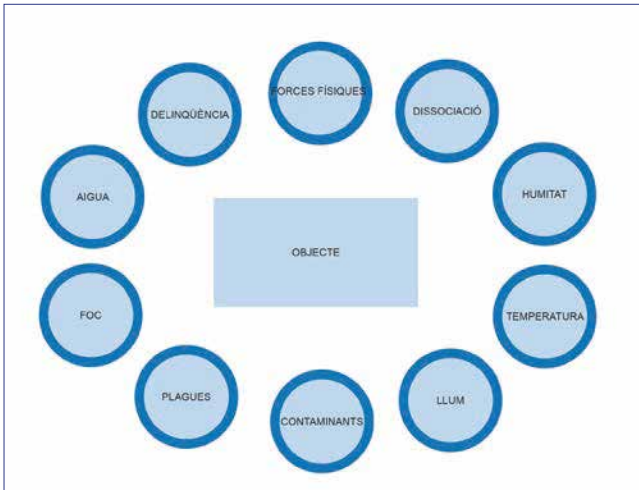 FORCES FÍSIQUES
DELINQÜÈNCIA
DISSOCIACIÓ
AIGUA
HUMITAT
OBJECTE
FOC
TEMPERATURA
PLAGUES
LLUM
CONTAMINANTS